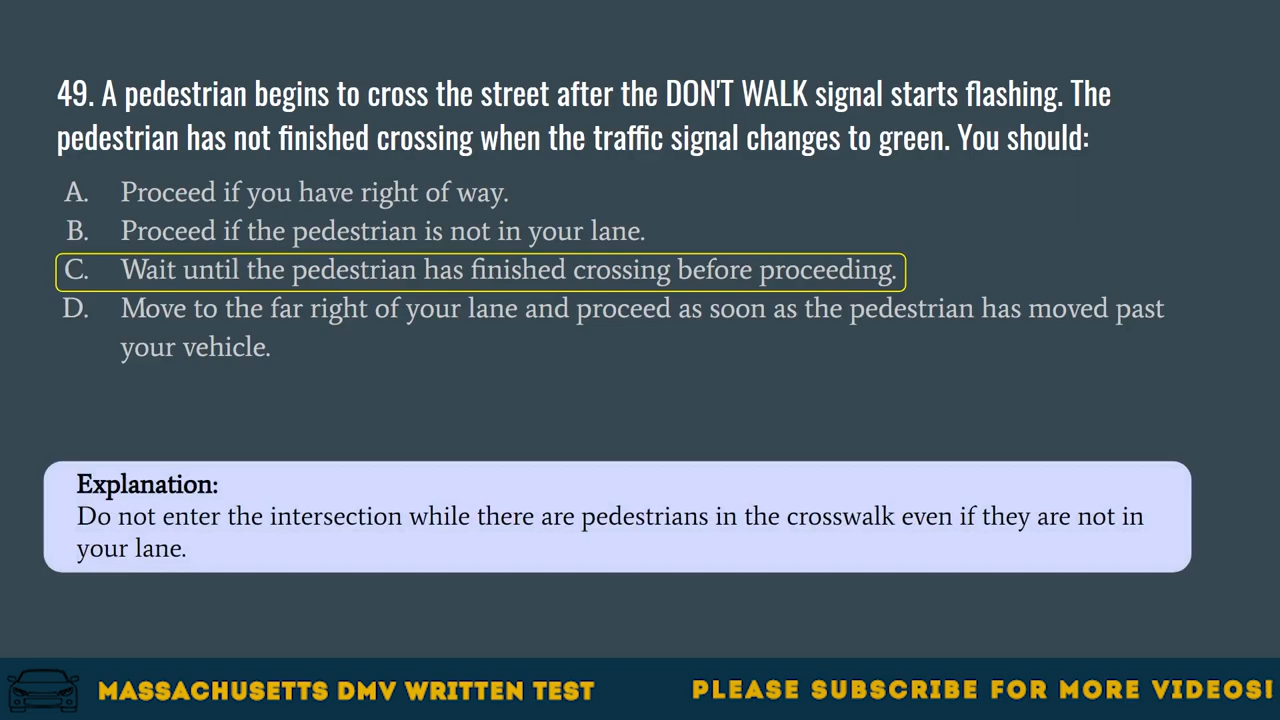 49. A pedestrian begins to cross the street after the DON'T WALK signal starts flashing. The
pedestrian has not finished crossing when the traffic signal changes to green. You should:
A. Proceed if you have right of way.
B. Proceed if the pedestrian is not in your lane.
C. Wait until the pedestrian has finished crossing before proceeding.
D. Move to the far right of your lane and proceed as soon as the pedestrian has moved past
your vehicle.
Explanation:
Do not enter the intersection while there are pedestrians in the crosswalk even if they are not in
your lane.
MASSACHUSETTS DMV WRITTEN TEST
PLEASE SUBSCRIBE FOR MORE VIDEOS!